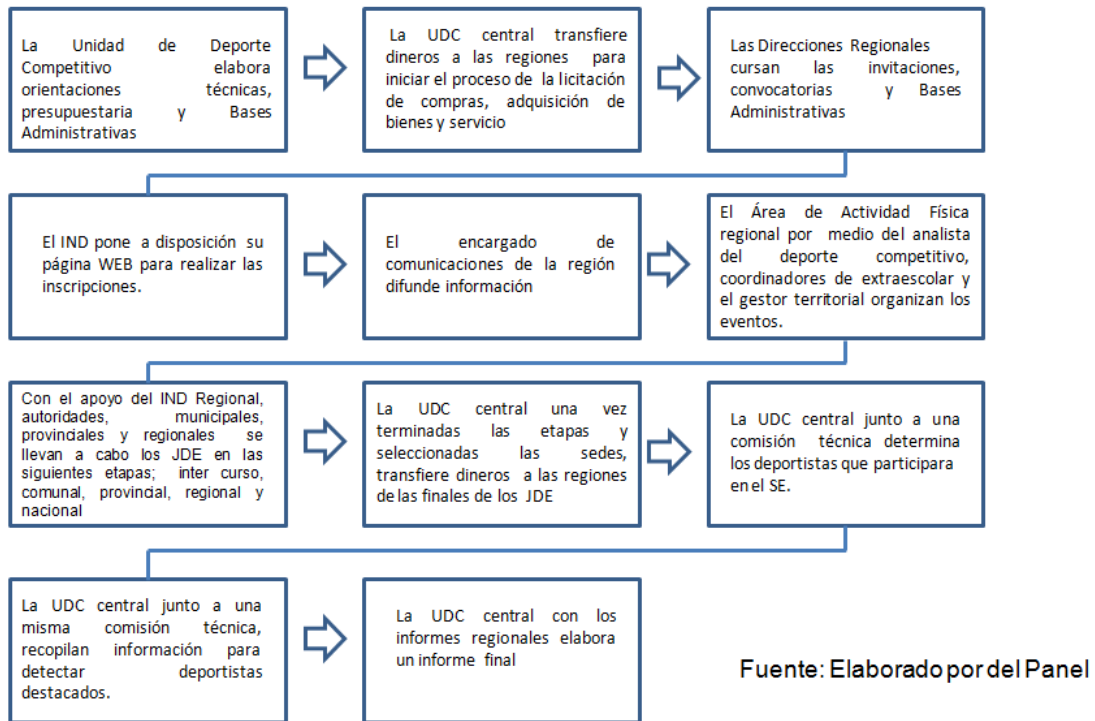 La Unidad de Deporte
Competitivo elabora
orientaciones técnicas,
presupuestaria y Bases
Administrativas
La UDC central transfiere
dineros a las regiones para
iniciar el proceso de la licitación
de compras, adquisición de
bienes y servicio
Las Direcciones Regionales
cursan las invitaciones,
convocatorias y Bases
Administrativas
El IND pone a disposición su
página WEB para realizar las
inscripciones.
El encargado de
comunicaciones de la región
difunde información
El Área de Actividad Física
regional por medio del analista
del deporte competitivo,
coordinadores de extraescolar y
el gestor territorial organizan los
eventos.
Con el apoyo del IND Regional,
autoridades, municipales,
provinciales y regionales se
llevan a cabo los JDE en las
siguientes etapas; inter curso,
comunal, provincial, regional y
nacional
La UDC central una vez
terminadas las etapas y
seleccionadas las sedes,
transfiere dineros a las regiones
de las finales de los JDE
La UDC central junto a una
comisión técnica determina
los deportistas que participara
en el SE.
La UDC central junto a una
misma comisión técnica,
recopilan información para
detectar deportistas
destacados.
La UDC central con los
informes regionales elabora
un informe final
Fuente: Elaborado por del Panel